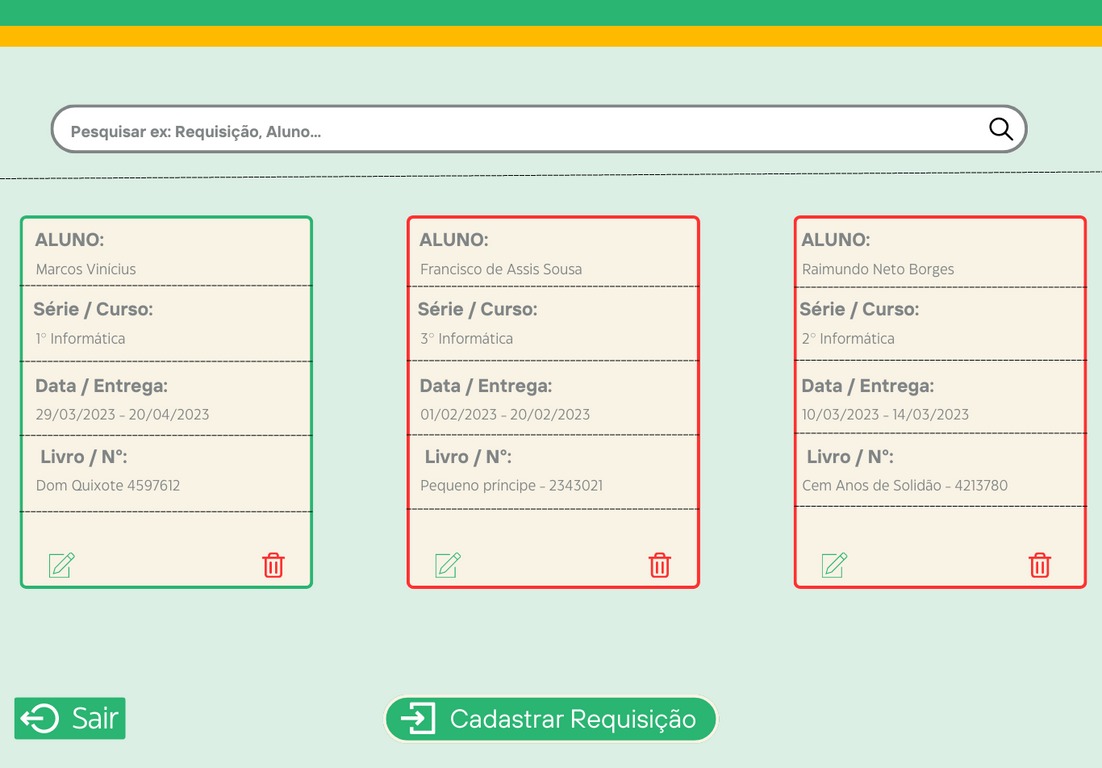 Pesquisar ex: Requisição, Aluno...
ALUNO:
Marcos Vinícius
Série / Curso:
1° Informática
Data / Entrega:
29/03/2023 - 20/04/2023
Livro / N°:
Dom Quixote 4597612
ALUNO:
Francisco de Assis Sousa
Série / Curso:
3° Informática
Data / Entrega:
01/02/2023 - 20/02/2023
Livro / N°:
Pequeno príncipe - 2343021
ALUNO:
Raimundo Neto Borges
Série / Curso:
2° Informática
Data / Entrega:
10/03/2023 - 14/03/2023
Livro / N°:
Cem Anos de Solidão - 4213780
Sair
Cadastrar Requisição